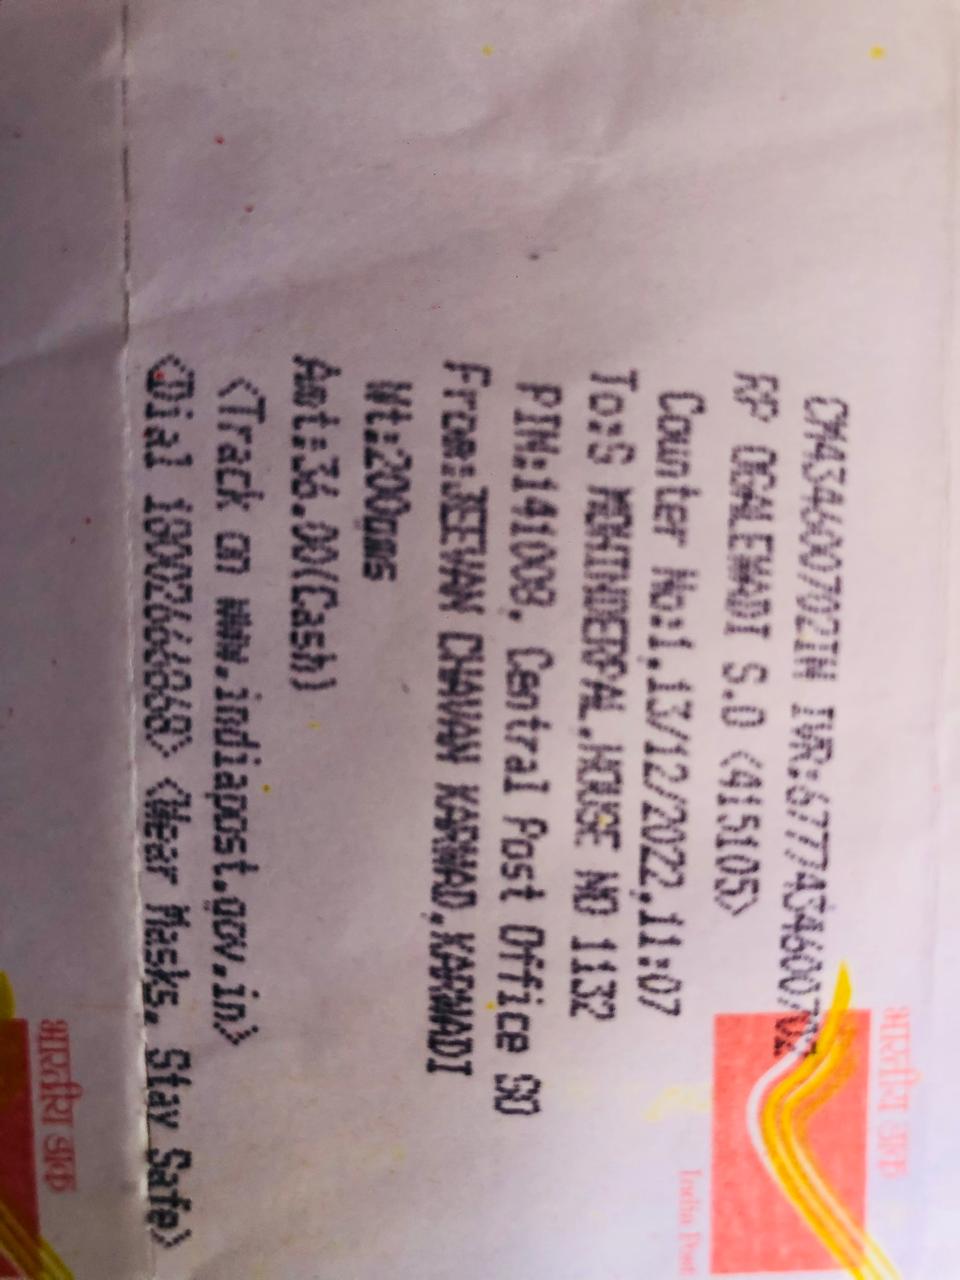 CM434600702IN IVR:6777434600702
RP OGALEWADI S.O <415105>
Counter No:1,13/12/2022,11:07
To:S MOHINDERPAL,HOUSE NO 1132
PIN:141008, Central Post Office SO
From:JEEVAN CHAVAN KARWAD,KARWADI
Wt:200gms
Amt:36.00(Cash)
<Track on www.indiapost.gov.in>
<Dial 18002666868> <Wear Masks, Stay Safe>
भारतीय डाक
India Post
भारतीय डाक